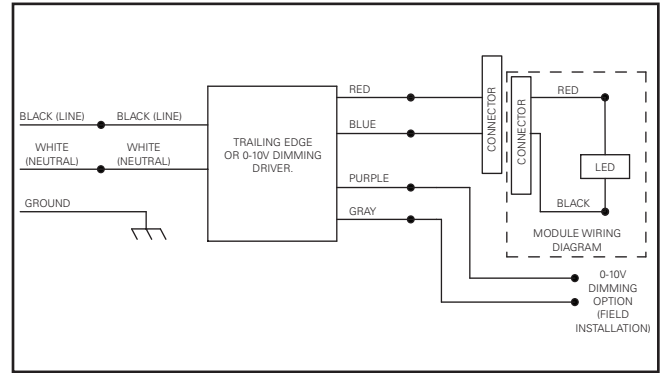 BLACK (LINE)
BLACK (LINE)
WHITE
(NEUTRAL)
WHITE
(NEUTRAL)
GROUND
TRAILING EDGE
OR 0-10V DIMMING
DRIVER.
RED
BLUE
PURPLE
GRAY
CONNECTOR
CONNECTOR
RED
LED
BLACK
MODULE WIRING
DIAGRAM
0-10V
DIMMING
OPTION
(FIELD
INSTALLATION)